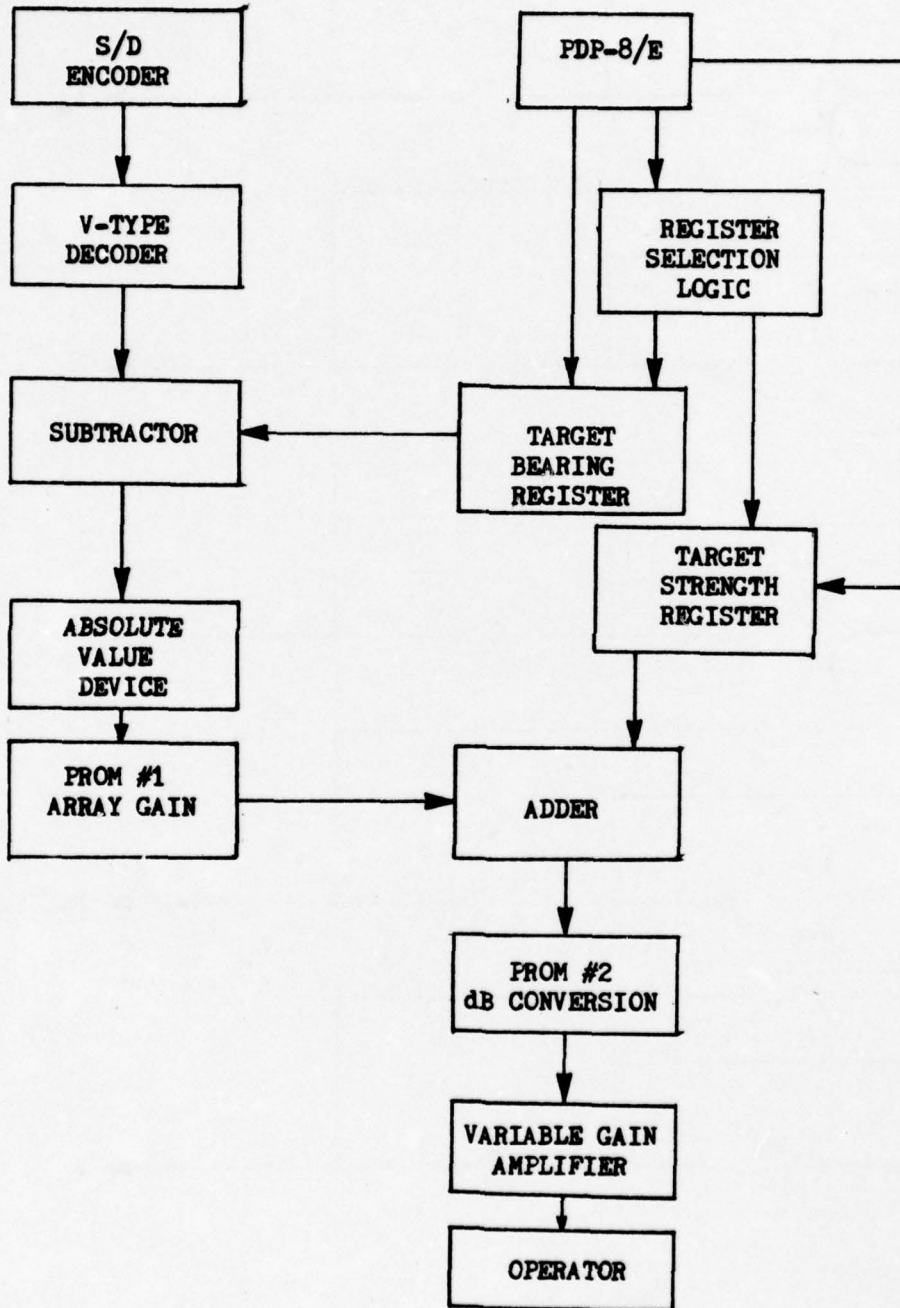 S/D
ENCODER
PDP-8/E
V-TYPE
DECODER
REGISTER
SELECTION
LOGIC
SUBTRACTOR
TARGET
BEARING
REGISTER
TARGET
STRENGTH
REGISTER
ABSOLUTE
VALUE
DEVICE
PROM #1
ARRAY GAIN
ADDER
PROM #2
dB CONVERSION
VARIABLE GAIN
AMPLIFIER
OPERATOR